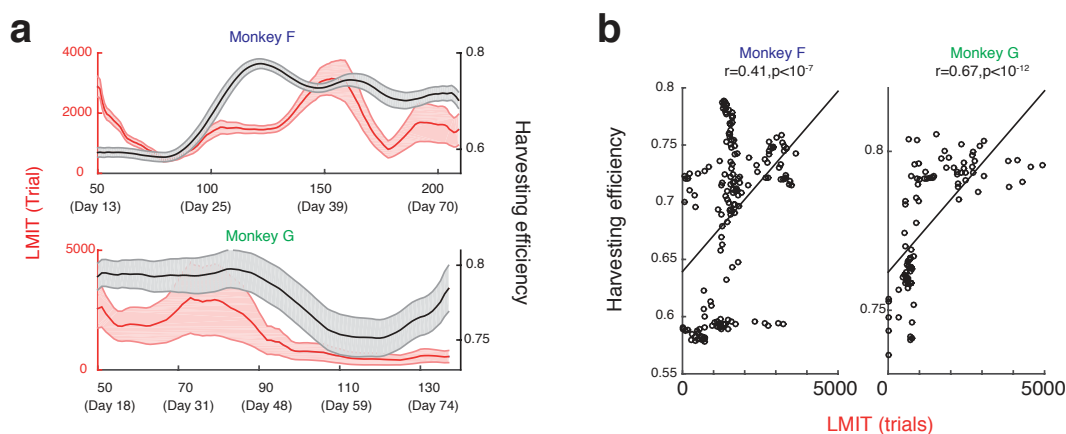 a
Monkey F
4000
2000
0
0.8
0.6
50
100
150
200
(Day 13)
(Day 25)
(Day 39)
(Day 70)
Monkey G
5000
0
0.8
0.75
50
70
90
110
130
(Day 18)
(Day 31)
(Day 48)
(Day 59)
(Day 74)
LMIT (Trial)
Harvesting efficiency
b
Monkey F
r=0.41,p<10⁻⁷
Monkey G
r=0.67,p<10⁻¹²
Harvesting efficiency
0.8
0.75
0.7
0.65
0.6
0.55
0
5000
0.8
0.75
0
5000
LMIT (trials)